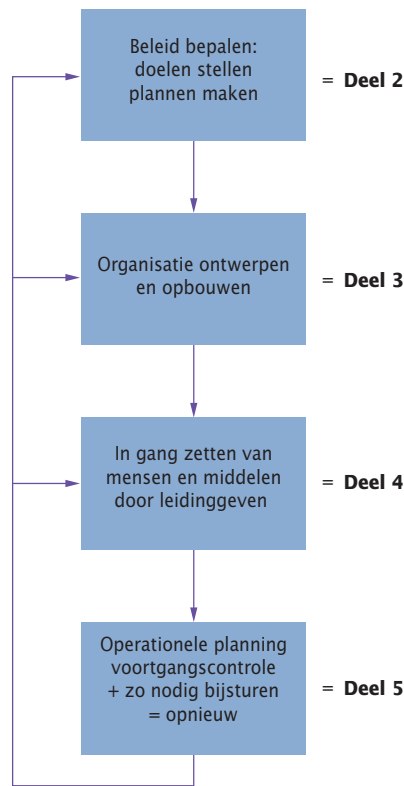 Beleid bepalen:
doelen stellen
plannen maken
= Deel 2
Organisatie ontwerpen
en opbouwen
= Deel 3
In gang zetten van
mensen en middelen
door leidinggeven
= Deel 4
Operationele planning
voortgangscontrole
+ zo nodig bijsturen
= opnieuw
= Deel 5